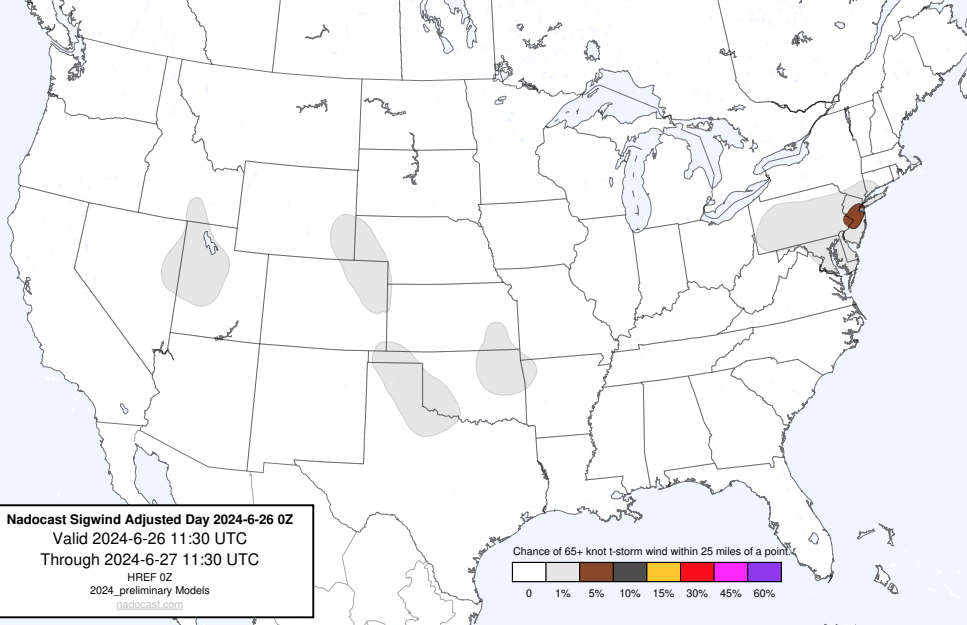 Nadocast Sigwind Adjusted Day 2024-6-26 0Z
Valid 2024-6-26 11:30 UTC
Through 2024-6-27 11:30 UTC
HREF 0Z
2024_preliminary Models
nadocast.com
Chance of 65+ knot t-storm wind within 25 miles of a point.
0 1% 5% 10% 15% 30% 45% 60%